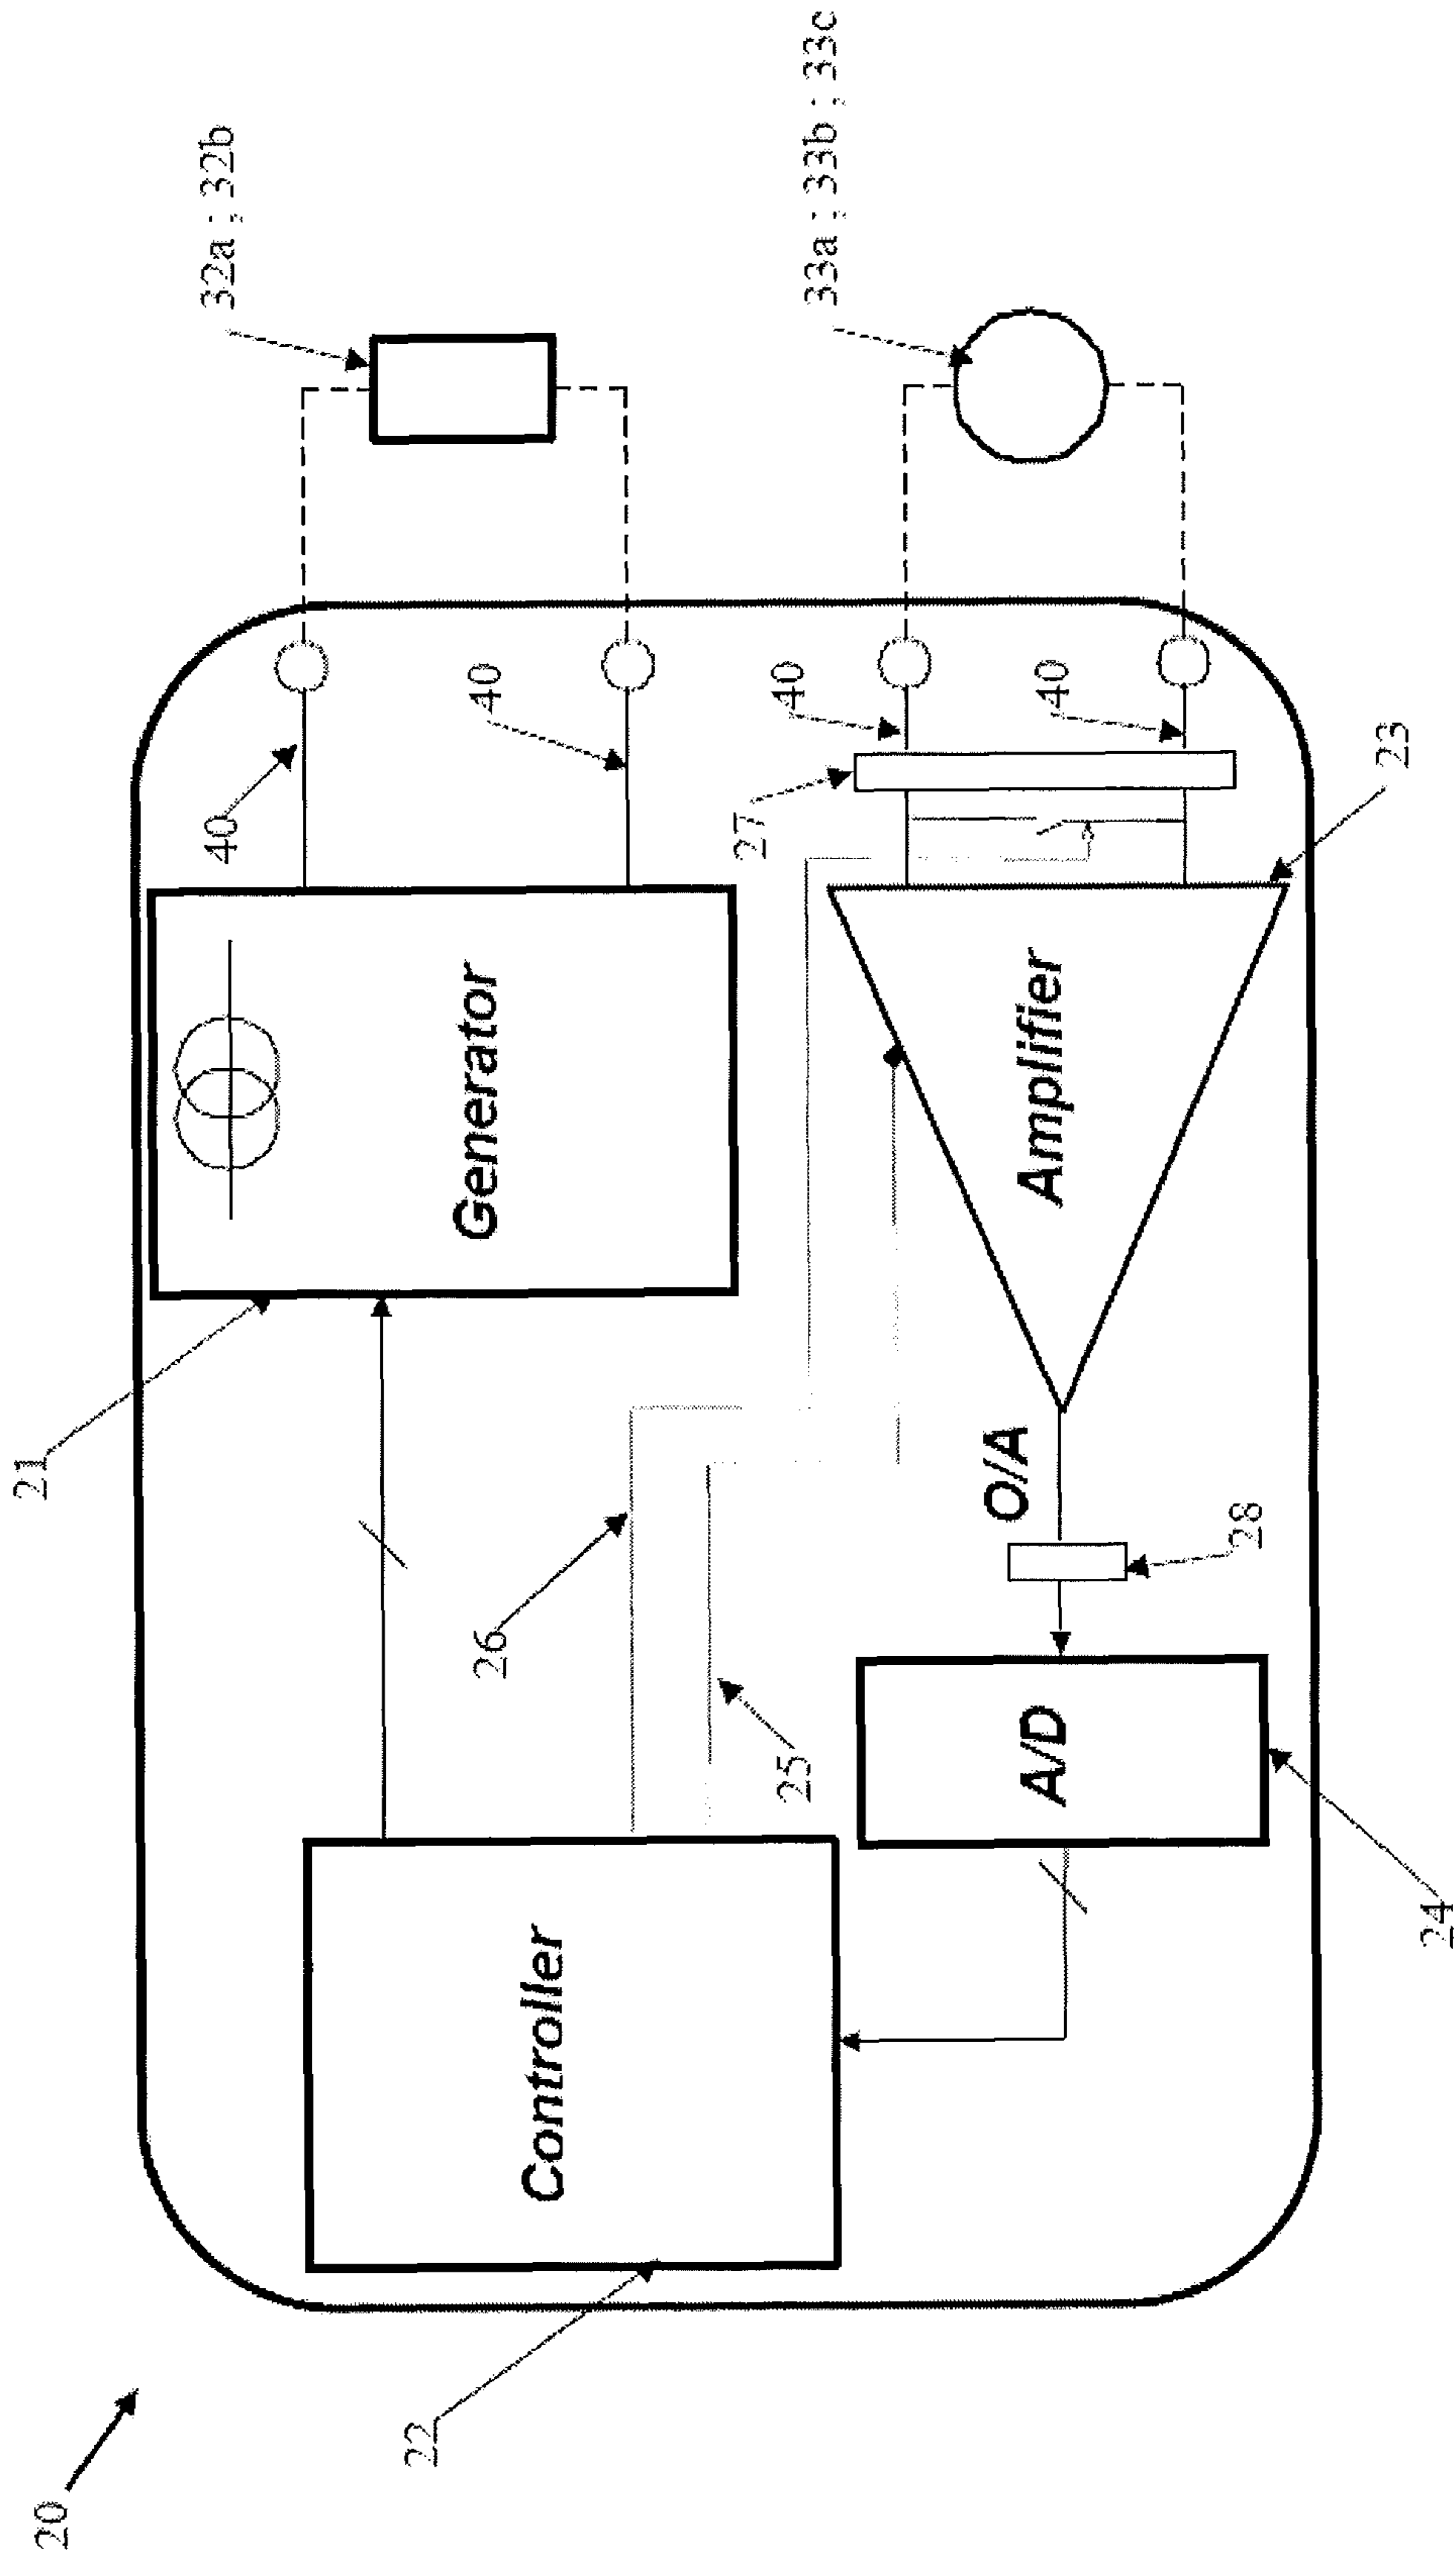 21
20
32a ; 32b
40
22
Generator
40
26
Controller
27
40
25
33a ; 33b ; 33c
O/A
Amplifier
A/D
40
28
23
24